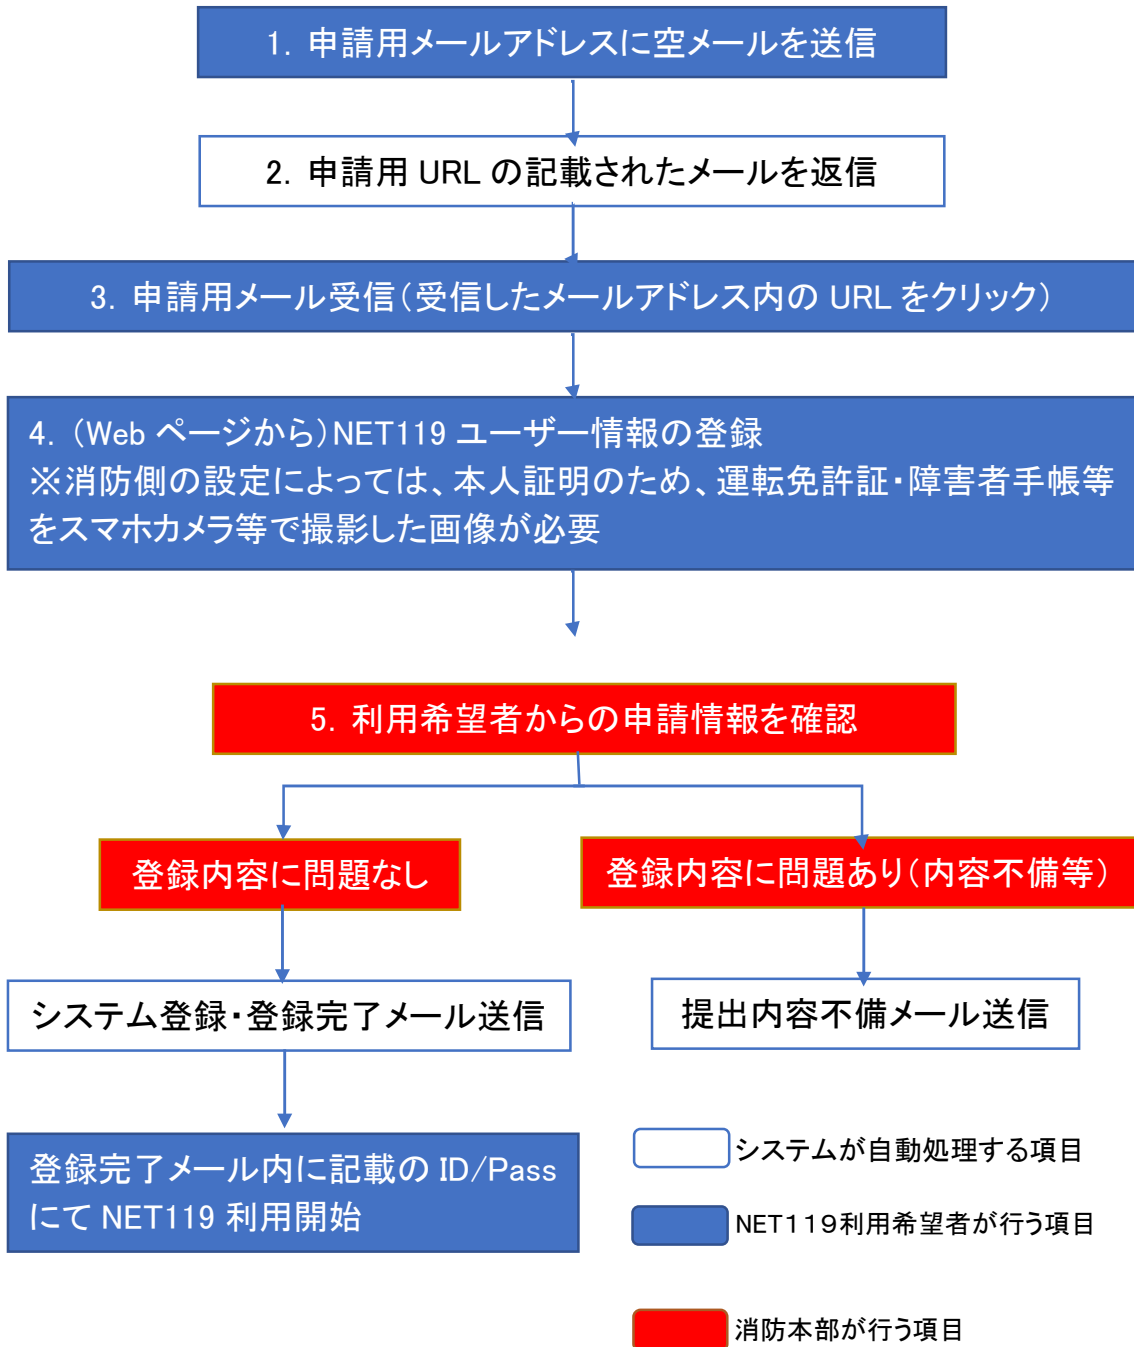 1. 申請用メールアドレスに空メールを送信
2. 申請用 URL の記載されたメールを返信
3. 申請用メール受信（受信したメールアドレス内の URL をクリック）
4. （Web ページから）NET119 ユーザー情報の登録
※消防側の設定によっては、本人証明のため、運転免許証・障害者手帳等
をスマホカメラ等で撮影した画像が必要
5. 利用希望者からの申請情報を確認
登録内容に問題なし
登録内容に問題あり（内容不備等）
システム登録・登録完了メール送信
提出内容不備メール送信
登録完了メール内に記載の ID/Pass
にて NET119 利用開始
システムが自動処理する項目
NET１１９利用希望者が行う項目
消防本部が行う項目